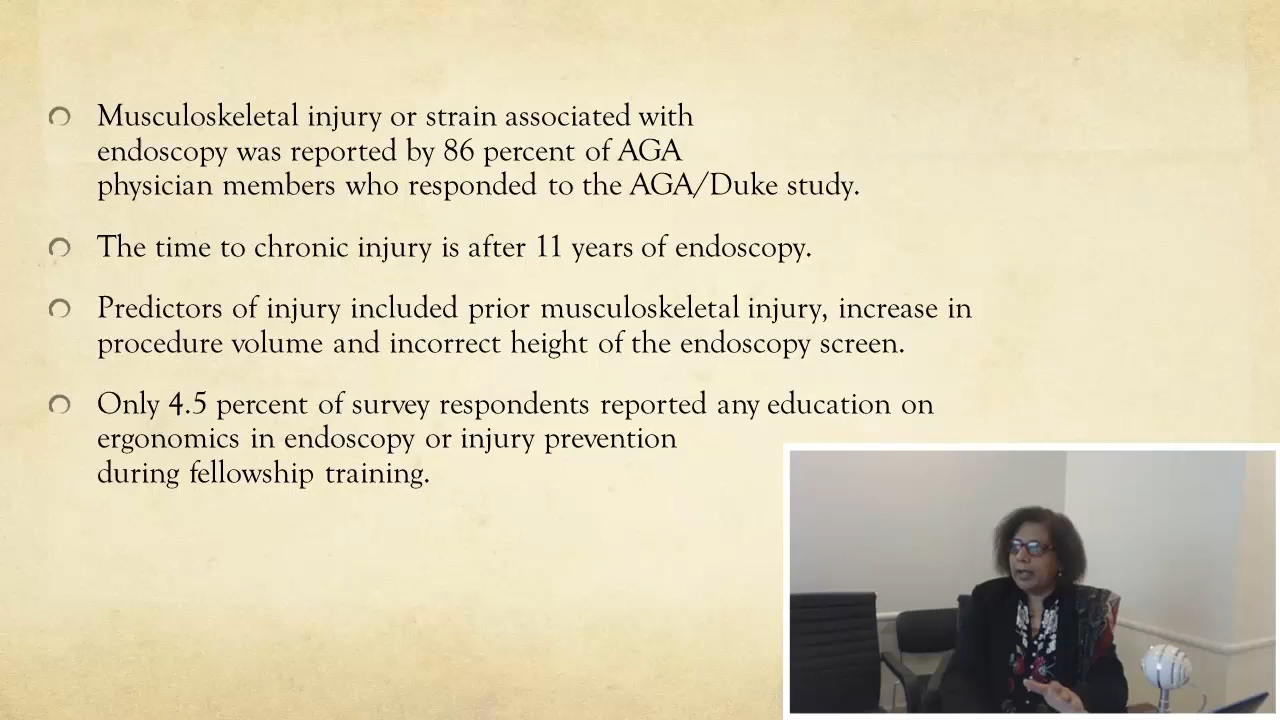 Musculoskeletal injury or strain associated with
endoscopy was reported by 86 percent of AGA
physician members who responded to the AGA/Duke study.
The time to chronic injury is after 11 years of endoscopy.
Predictors of injury included prior musculoskeletal injury, increase in
procedure volume and incorrect height of the endoscopy screen.
Only 4.5 percent of survey respondents reported any education on
ergonomics in endoscopy or injury prevention
during fellowship training.